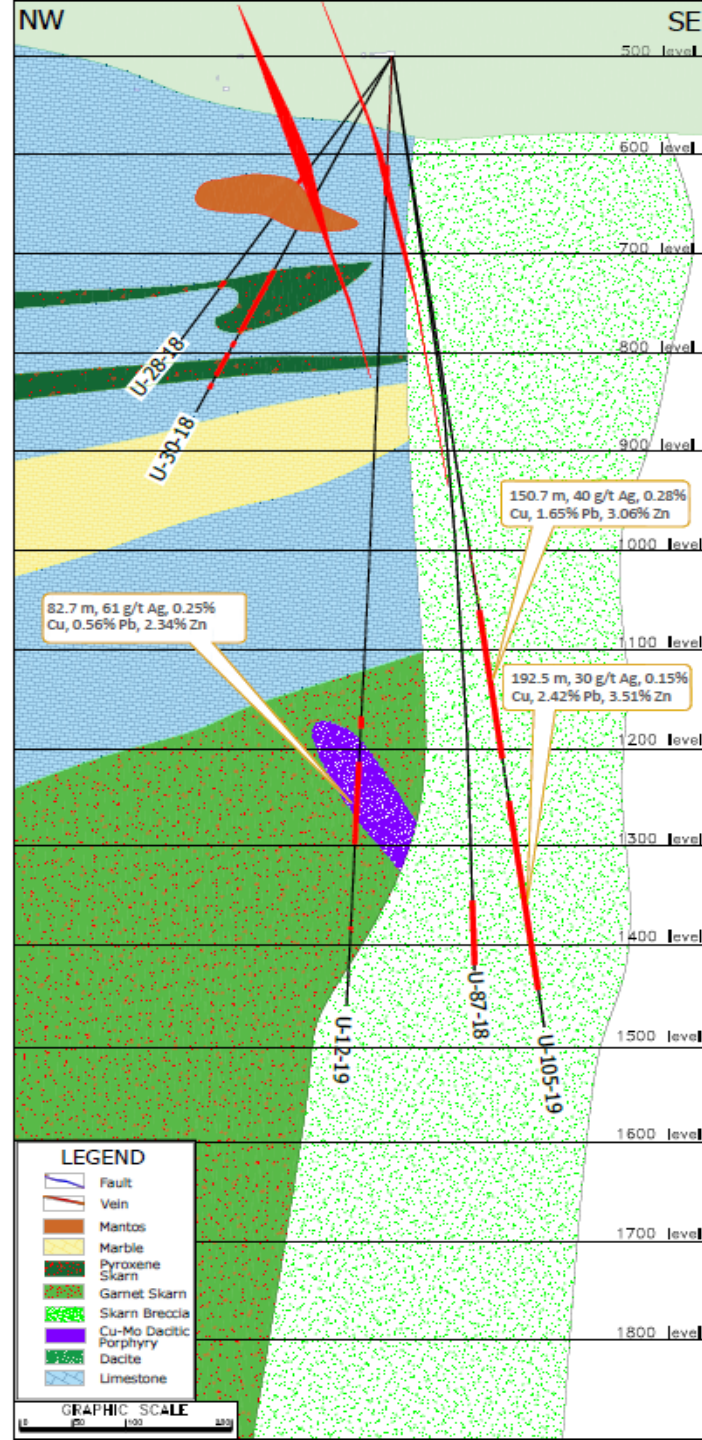 NW
SE
500 level
600 level
700 level
800 level
U-28-18
U-30-18
900 level
150.7 m, 40 g/t Ag, 0.28%
Cu, 1.65% Pb, 3.06% Zn
1000 level
82.7 m, 61 g/t Ag, 0.25%
Cu, 0.56% Pb, 2.34% Zn
1100 level
192.5 m, 30 g/t Ag, 0.15%
Cu, 2.42% Pb, 3.51% Zn
1200 level
1300 level
1400 level
U-12-19
U-87-18
U-105-19
1500 level
1600 level
1700 level
1800 level
LEGEND
Fault
Vein
Mantos
Marble
Pyroxene
Skarn
Garnet Skarn
Skarn Breccia
Cu-Mo Dacitic
Porphyry
Dacite
Limestone
GRAPHIC SCALE
0 50 100 200